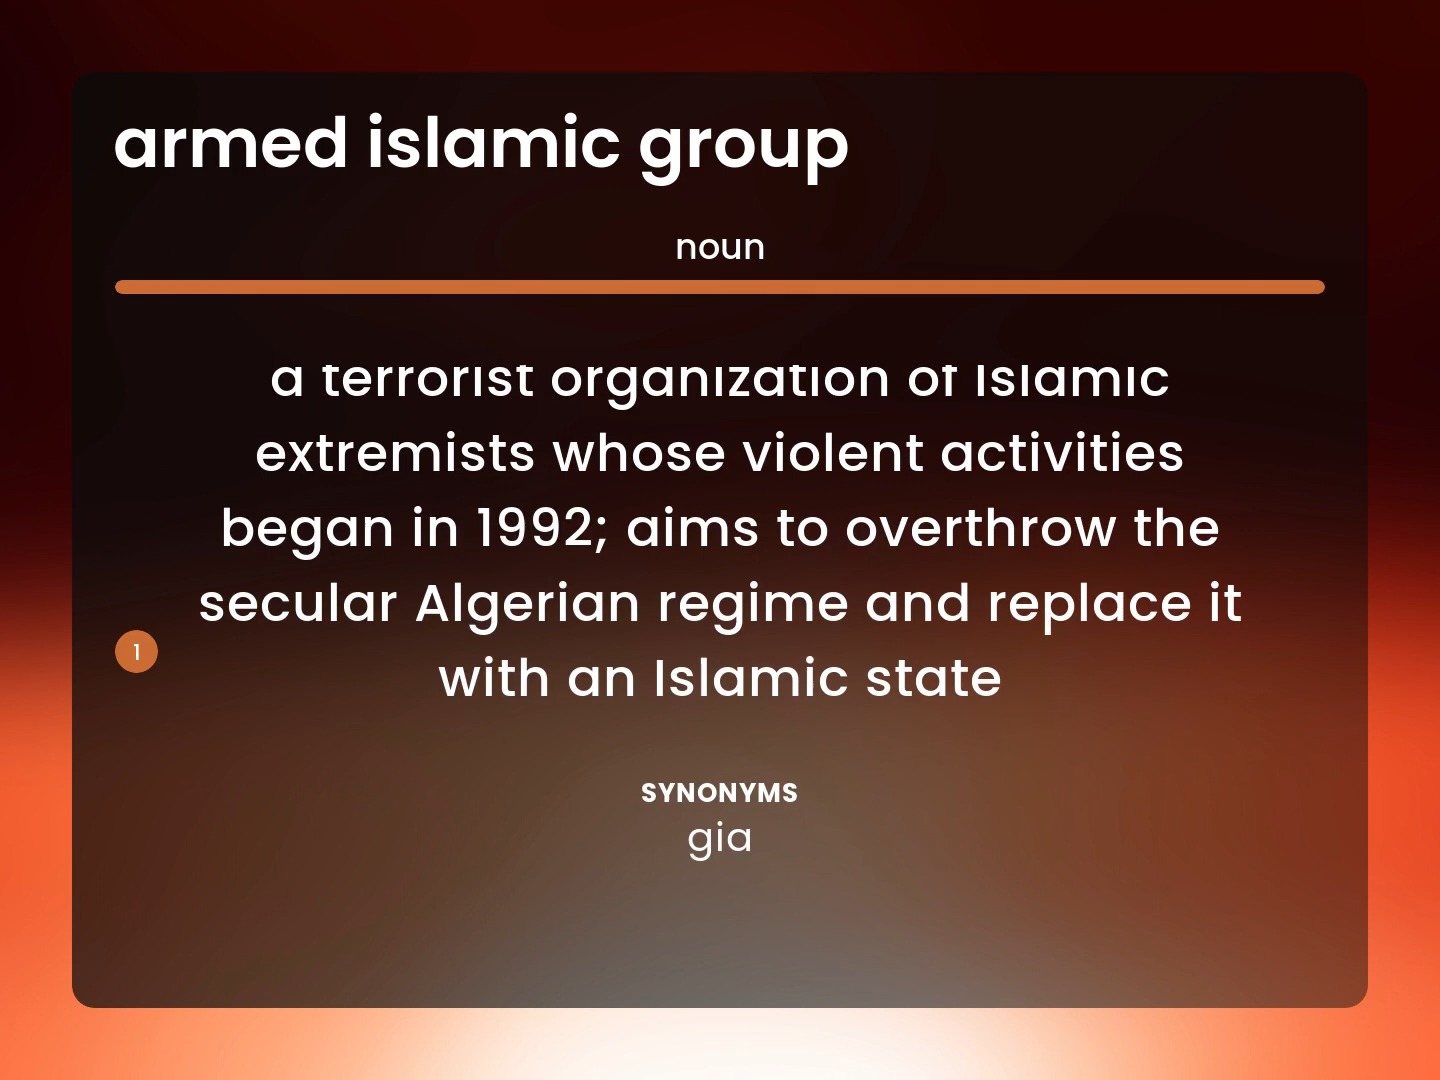 armed islamic group
noun
a terrorist organization of Islamic
extremists whose violent activities
began in 1992; aims to overthrow the
secular Algerian regime and replace it
with an Islamic state
1
SYNONYMS
gia